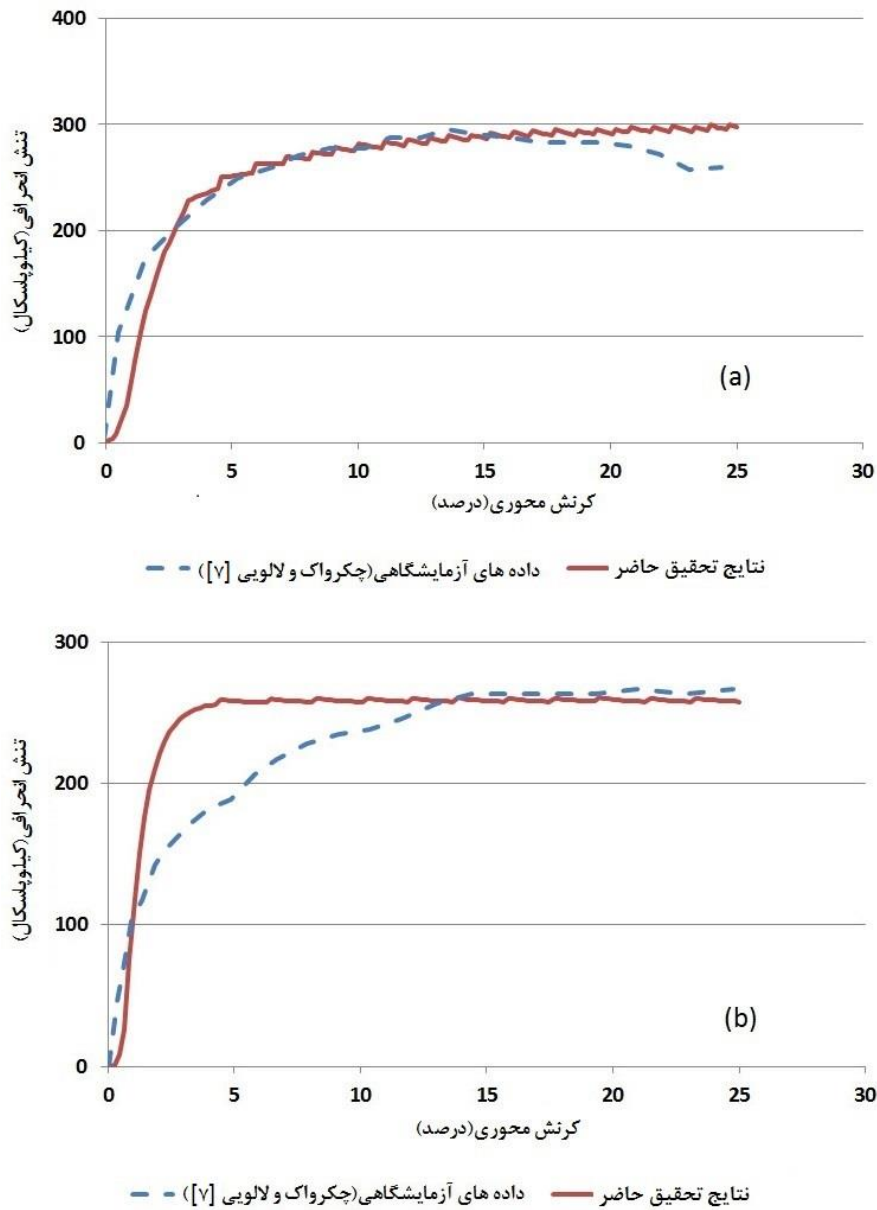 400
300
200
100
0
تنش انحرافی(کیلوپاسکال)
(a)
0 5 10 15 20 25 30
کرنش محوری(درصد)
نتایج تحقیق حاضر
داده های آزمایشگاهی(چکرواک و لالویی [۷])
300
200
100
0
تنش انحرافی(کیلوپاسکال)
(b)
0 5 10 15 20 25 30
کرنش محوری(درصد)
نتایج تحقیق حاضر
داده های آزمایشگاهی(چکرواک و لالویی [۷])